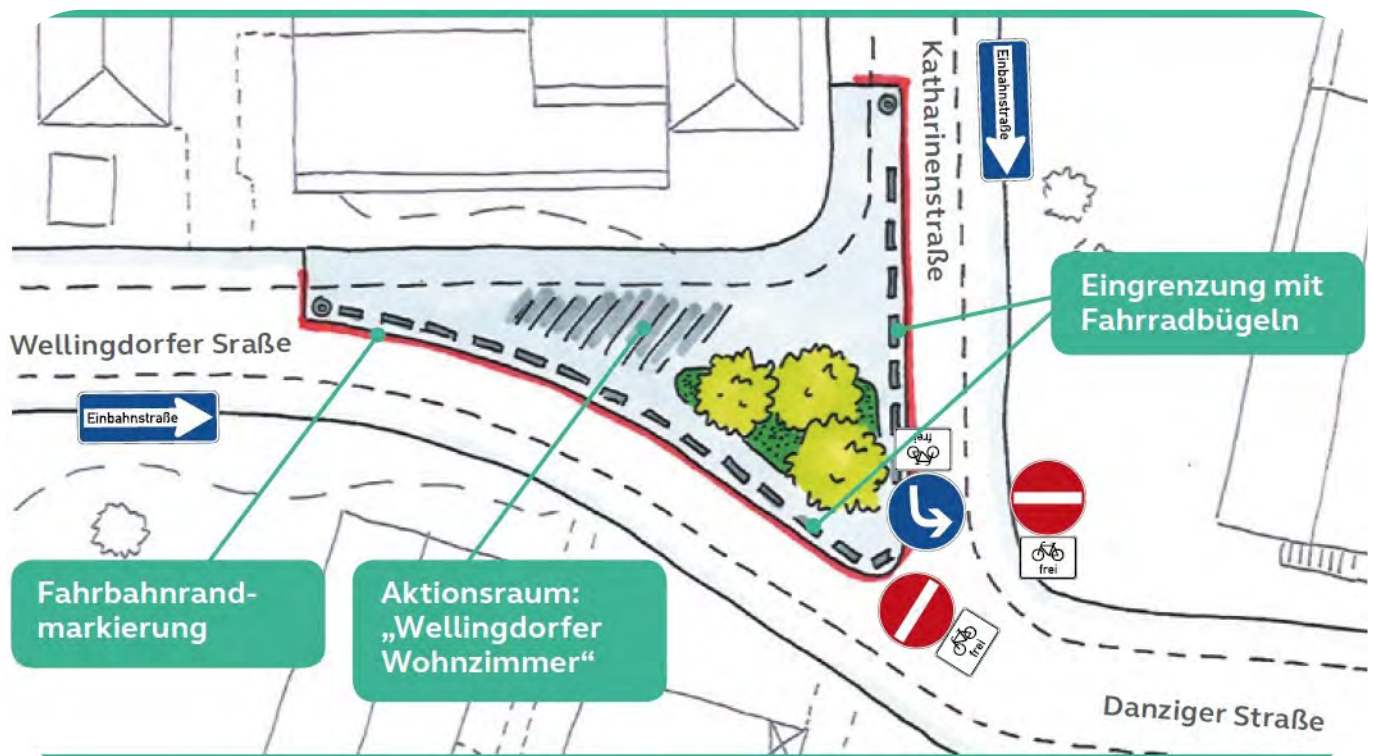 Katharinenstraße
Einbahnstraße
Eingrenzung mit
Fahrradbügeln
Wellingdorfer Sraße
Einbahnstraße
frei
frei
frei
Fahrbahnrand-
markierung
Aktionsraum:
„Wellingdorfer
Wohnzimmer“
Danziger Straße